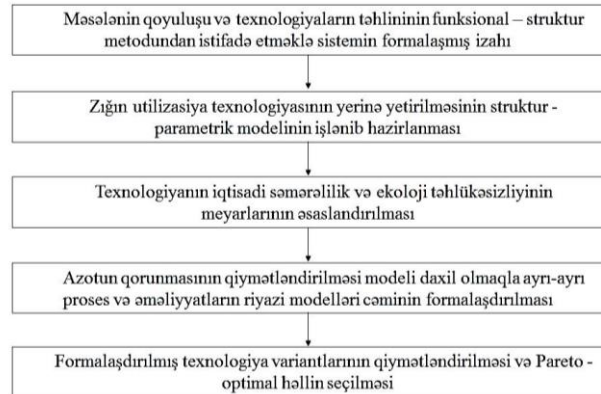 Məsələnin qoyuluşu və texnologiyaların təhlilinin funksional – struktur
metodundan istifadə etməklə sistemin formalaşmış izahı
Zığın utilizasiya texnologiyasının yerinə yetirilməsinin struktur -
parametrik modelinin işlənib hazirlanması
Texnologiyanın iqtisadi səmərəlilik və ekoloji təhlükəsizliyinin
meyarlarının əsaslandırılması
Azotun qorunmasının qiymətləndirilməsi modeli daxil olmaqla ayrı-ayrı
proses və əməliyyatların riyazi modelləri cəminin formalaşdırılması
Formalaşdırılmış texnologiya variantlarının qiymətləndirilməsi və Pareto -
optimal həllin seçilməsi